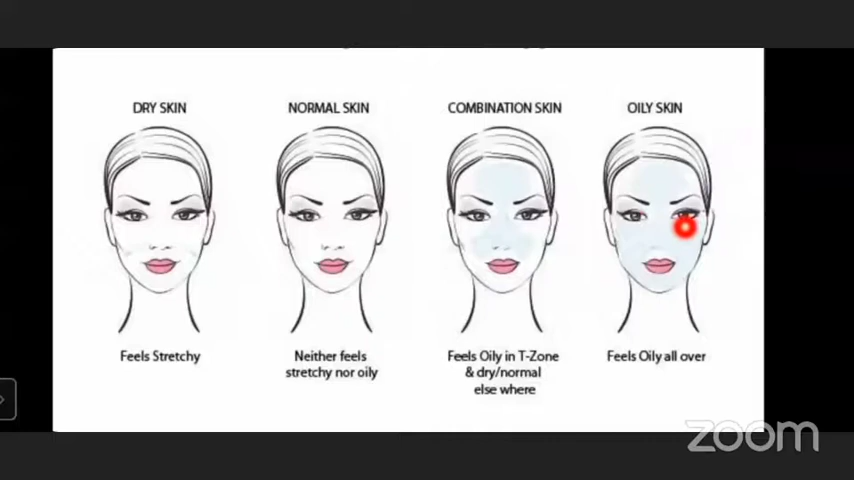 DRY SKIN
NORMAL SKIN
COMBINATION SKIN
OILY SKIN
Feels Stretchy
Neither feels
stretchy nor oily
Feels Oily in T-Zone
& dry/normal
else where
Feels Oily all over
zoom